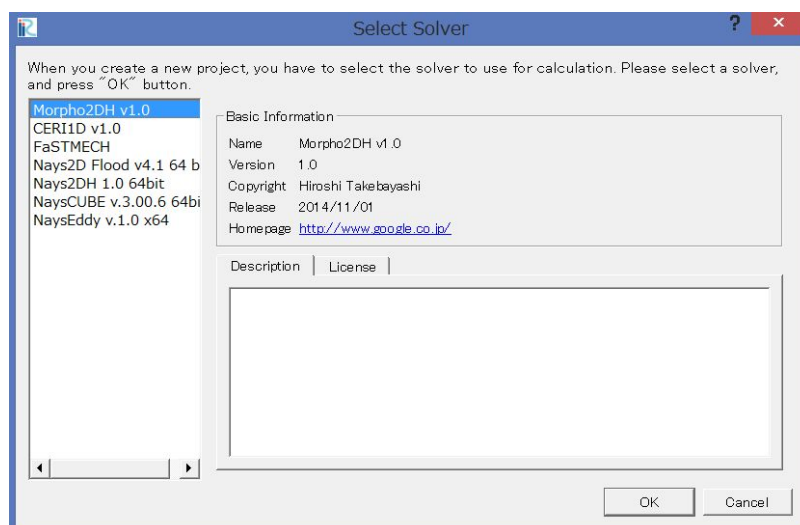 Select Solver
When you create a new project, you have to select the solver to use for calculation. Please select a solver,
and press "OK" button.
Morpho2DH v1.0
CERI1D v1.0
FaSTMECH
Nays2D Flood v4.1 64 b
Nays2DH 1.0 64bit
NaysCUBE v.3.00.6 64bi
NaysEddy v.1.0 x64
Basic Information
Name Morpho2DH v1.0
Version 1.0
Copyright Hiroshi Takebayashi
Release 2014/11/01
Homepage http://www.google.co.jp/
Description License
OK Cancel